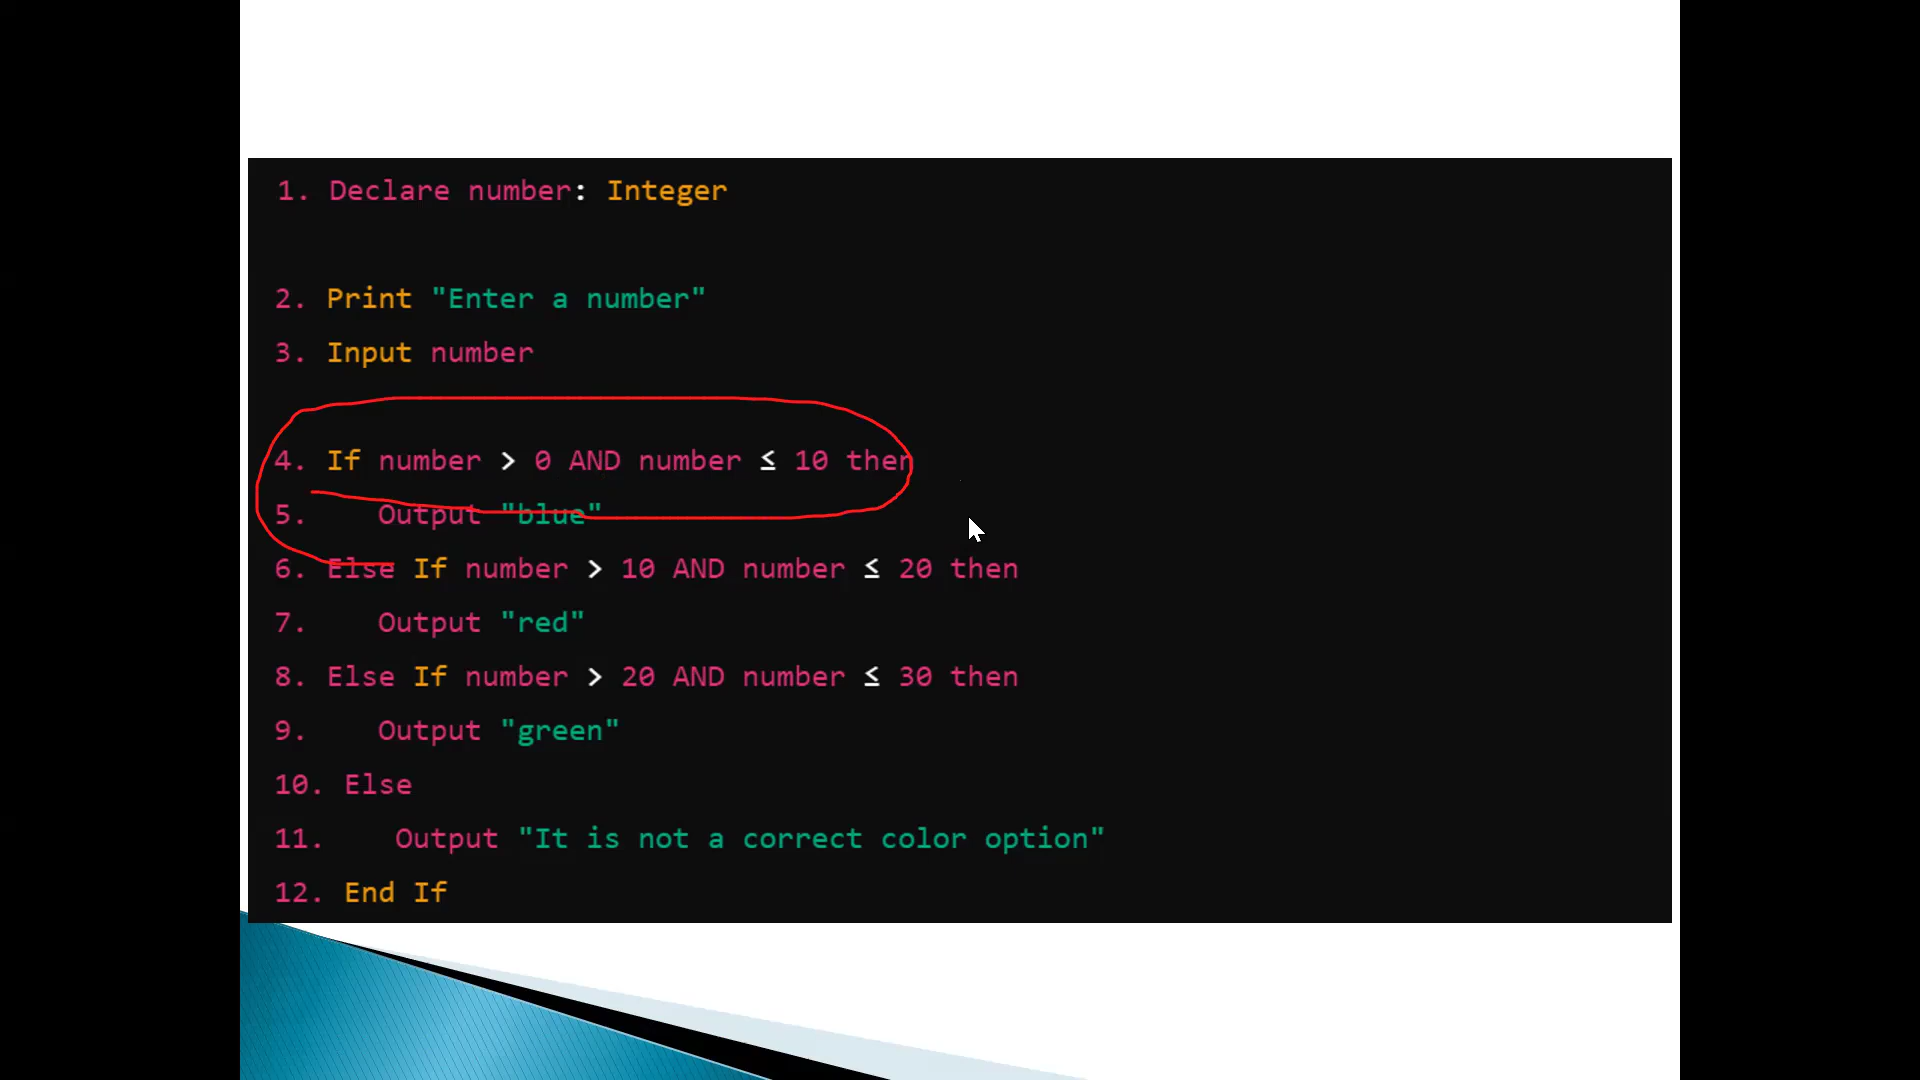 1. Declare number: Integer
2. Print "Enter a number"
3. Input number
4. If number > 0 AND number ≤ 10 then
5. Output "blue"
6. Else If number > 10 AND number ≤ 20 then
7. Output "red"
8. Else If number > 20 AND number ≤ 30 then
9. Output "green"
10. Else
11. Output "It is not a correct color option"
12. End If